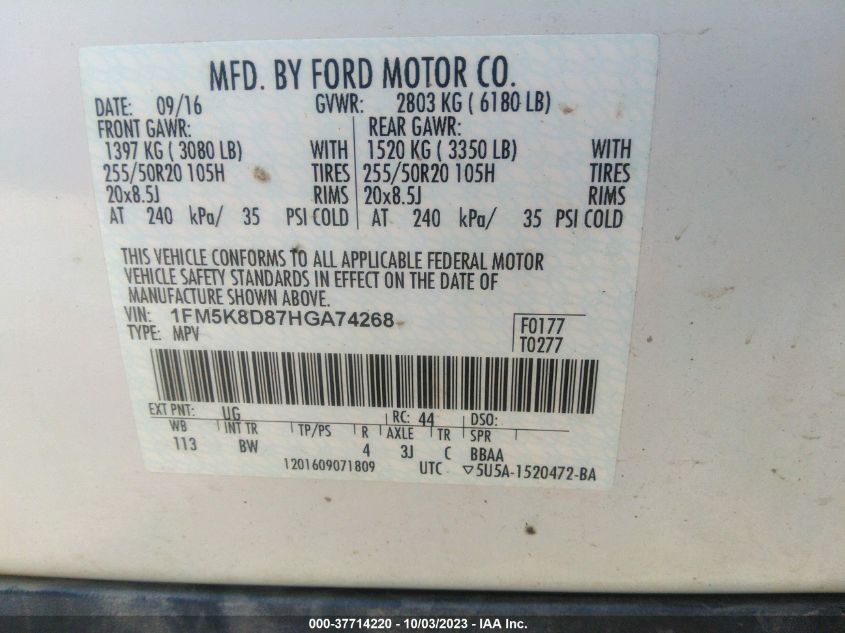 MFD. BY FORD MOTOR CO.
DATE: 09/16 GVWR: 2803 KG ( 6180 LB)
FRONT GAWR: REAR GAWR:
1397 KG ( 3080 LB) WITH 1520 KG ( 3350 LB) WITH
255/50R20 105H TIRES 255/50R20 105H TIRES
20x8.5J RIMS 20x8.5J RIMS
AT 240 kPa/ 35 PSI COLD AT 240 kPa/ 35 PSI COLD
THIS VEHICLE CONFORMS TO ALL APPLICABLE FEDERAL MOTOR
VEHICLE SAFETY STANDARDS IN EFFECT ON THE DATE OF
MANUFACTURE SHOWN ABOVE.
VIN: 1FM5K8D87HGA74268 F0177
TYPE: MPV T0277
EXT PNT: UG RC: 44 DSO:
WB INT TR TP/PS R AXLE TR SPR
113 BW 4 3J C BBAA
1201609071809 UTC ▽5U5A-1520472-BA
000-37714220 - 10/03/2023 - IAA Inc.